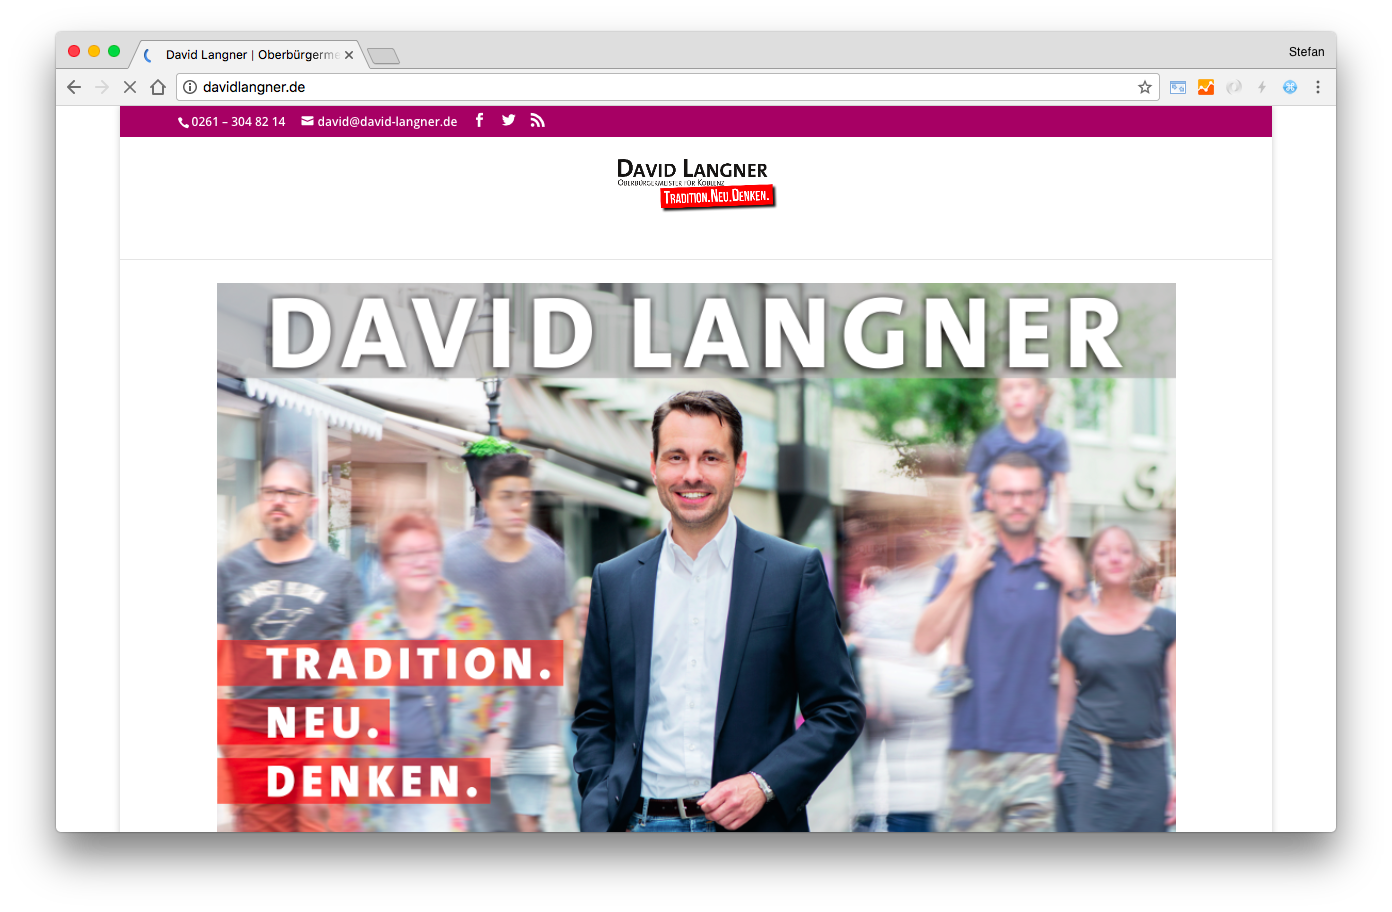 David Langner | Oberbürgerme
Stefan
davidlangner.de
0261 – 304 82 14 david@david-langner.de
DAVID LANGNER
OBERBÜRGERMEISTER FÜR KOBLENZ
TRADITION.NEU.DENKEN.
DAVID LANGNER
TRADITION.
NEU.
DENKEN.